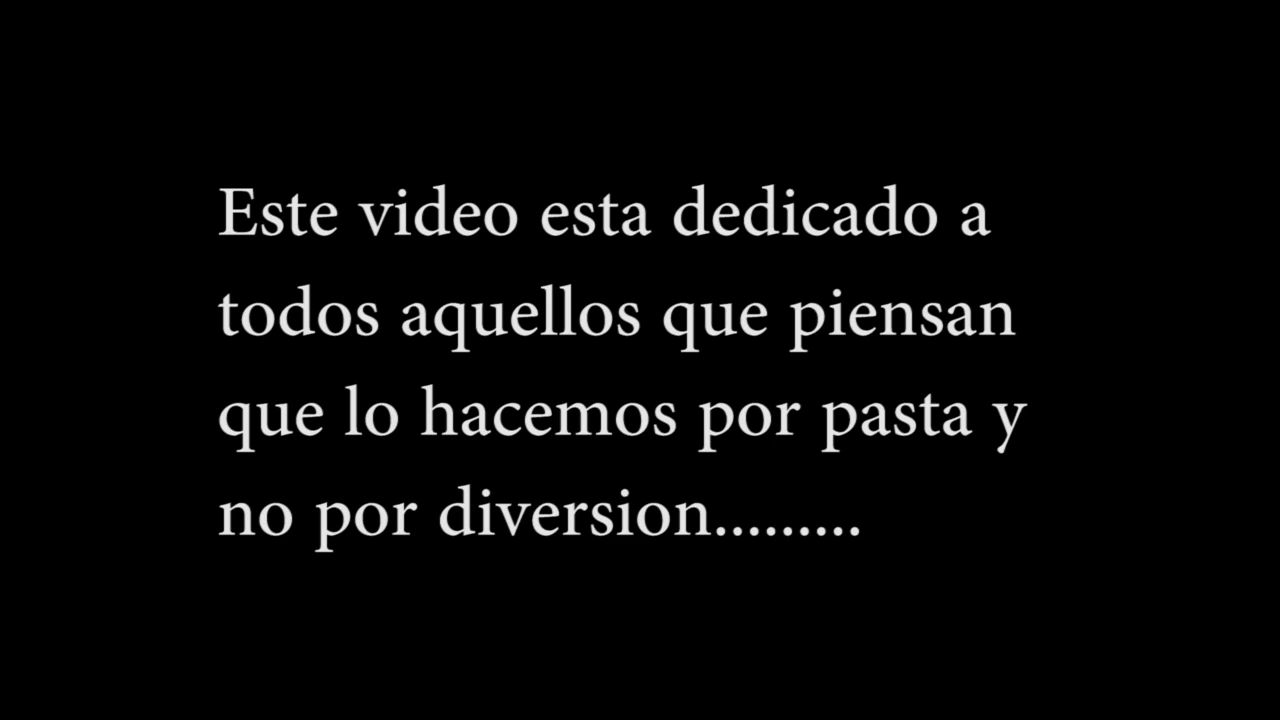 Este video esta dedicado a
todos aquellos que piensan
que lo hacemos por pasta y
no por diversion.........